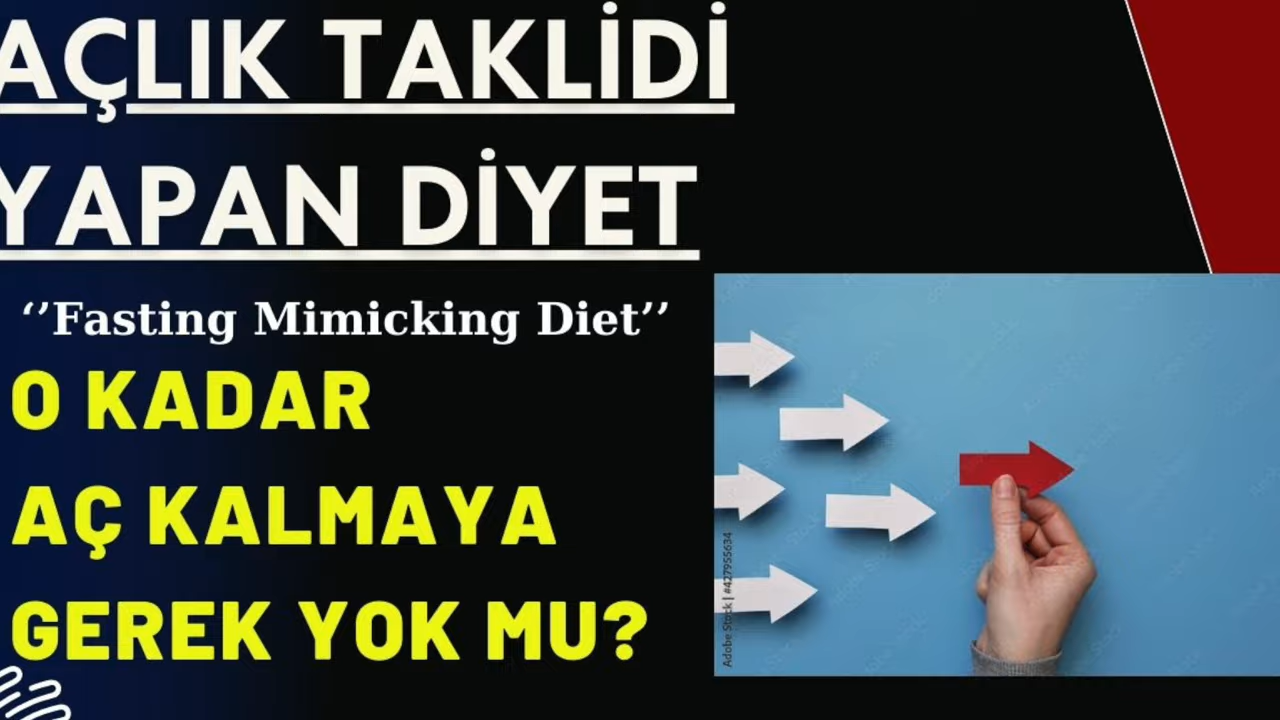 AÇLIK TAKLİDİ
YAPAN DİYET
‘’Fasting Mimicking Diet’’
O KADAR
AÇ KALMAYA
GEREK YOK MU?
Adobe Stock | #427955634